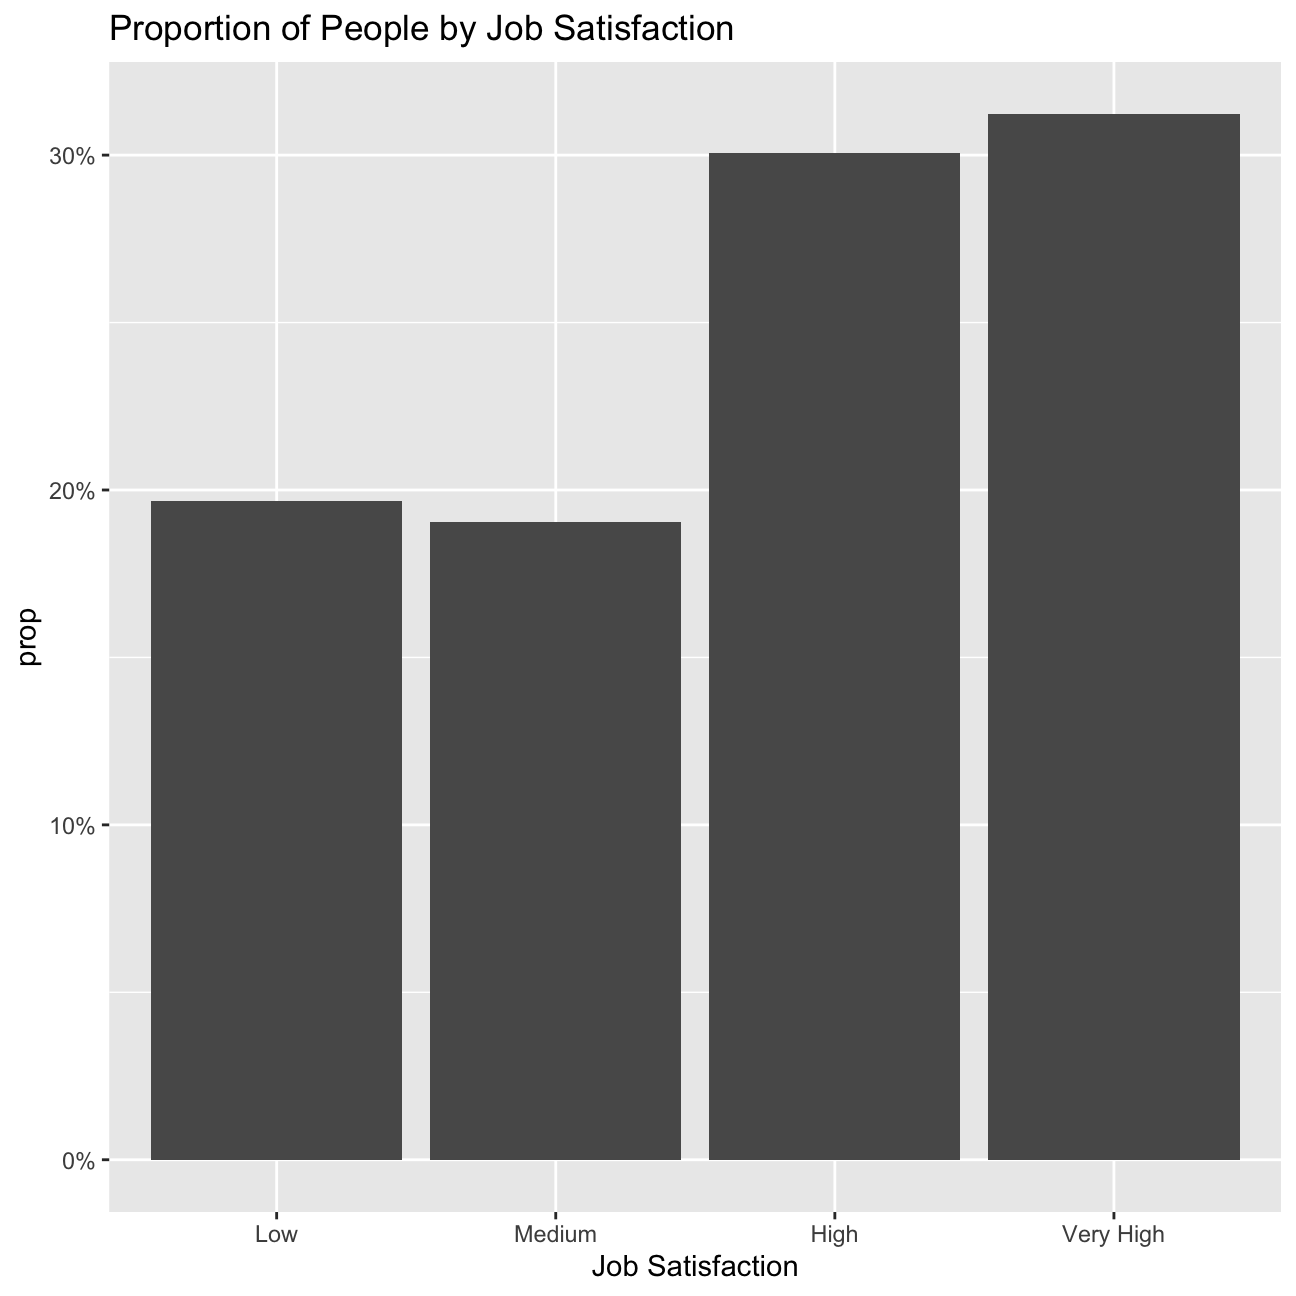 Proportion of People by Job Satisfaction
30%
20%
10%
0%
prop
Low Medium High Very High
Job Satisfaction